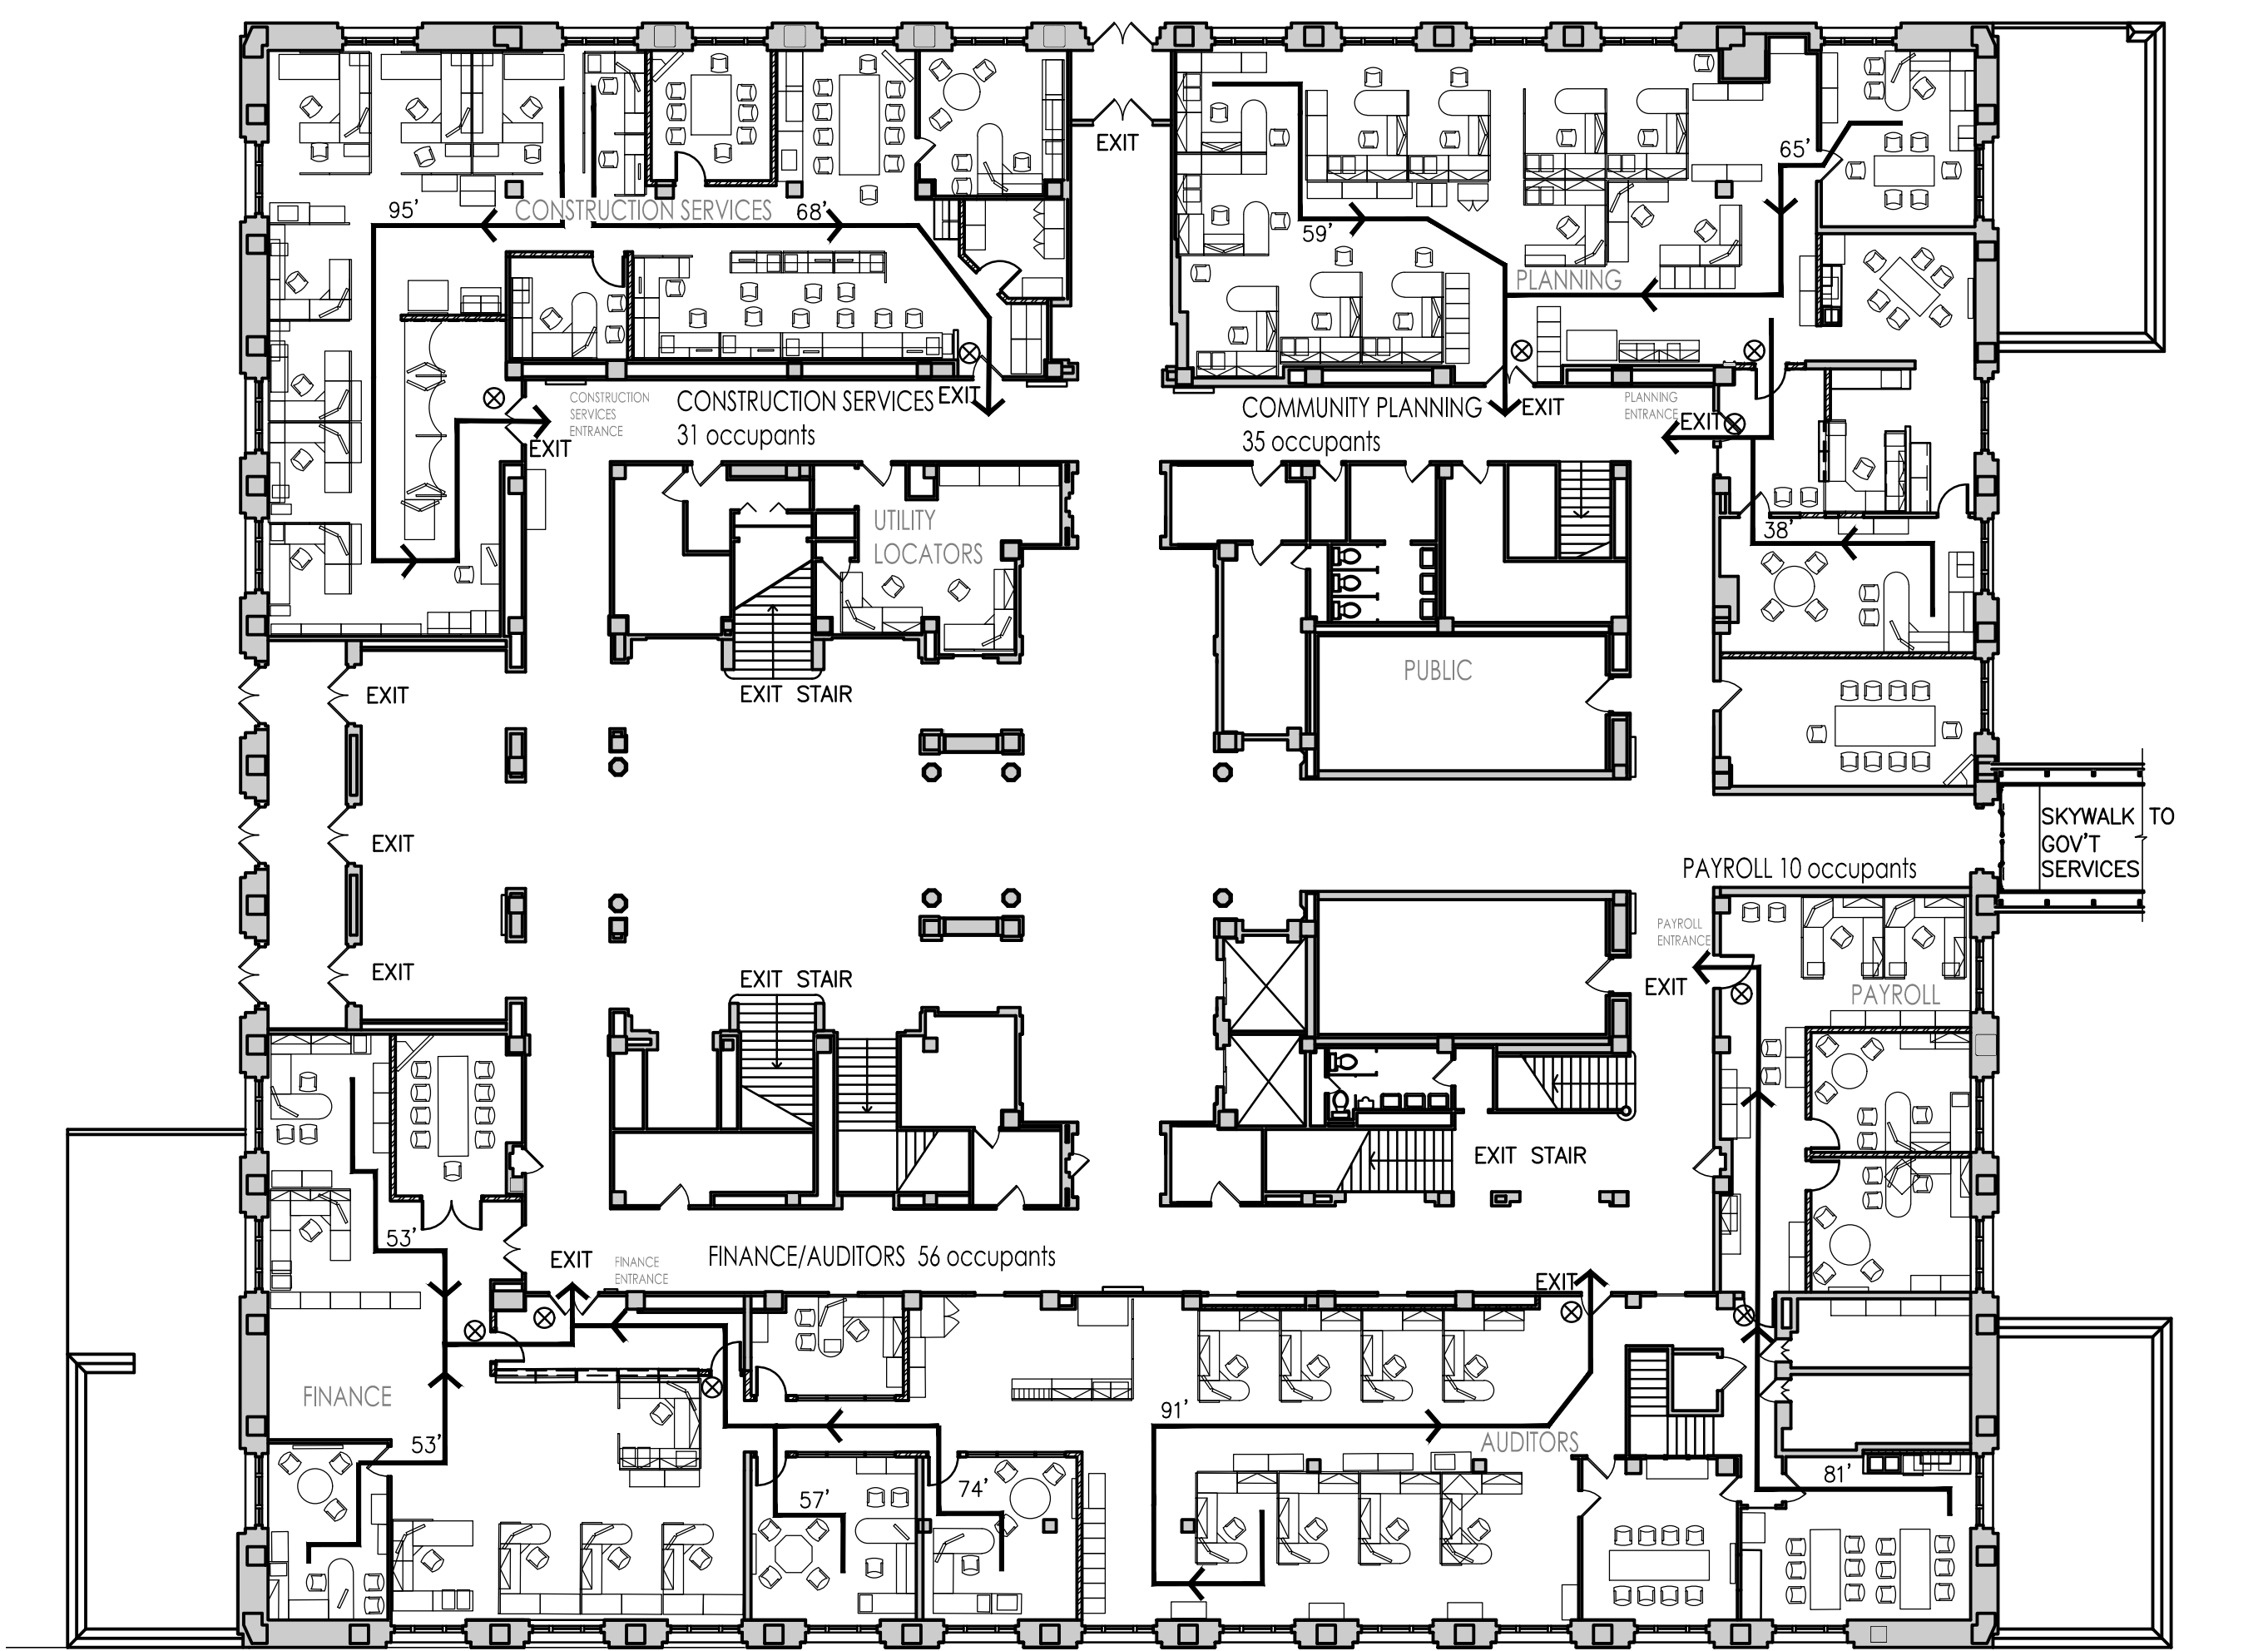 EXIT
65'
95'
CONSTRUCTION SERVICES
68'
59'
PLANNING
CONSTRUCTION
SERVICES
ENTRANCE
EXIT
CONSTRUCTION SERVICES
31 occupants
EXIT
COMMUNITY PLANNING
35 occupants
EXIT
PLANNING
ENTRANCE
EXIT
UTILITY
LOCATORS
38'
EXIT
EXIT STAIR
PUBLIC
EXIT
SKYWALK TO
GOV'T
SERVICES
PAYROLL 10 occupants
PAYROLL
ENTRANCE
EXIT
EXIT STAIR
EXIT
PAYROLL
EXIT STAIR
53'
EXIT
FINANCE
ENTRANCE
FINANCE/AUDITORS 56 occupants
EXIT
FINANCE
91'
53'
AUDITORS
57'
74'
81'